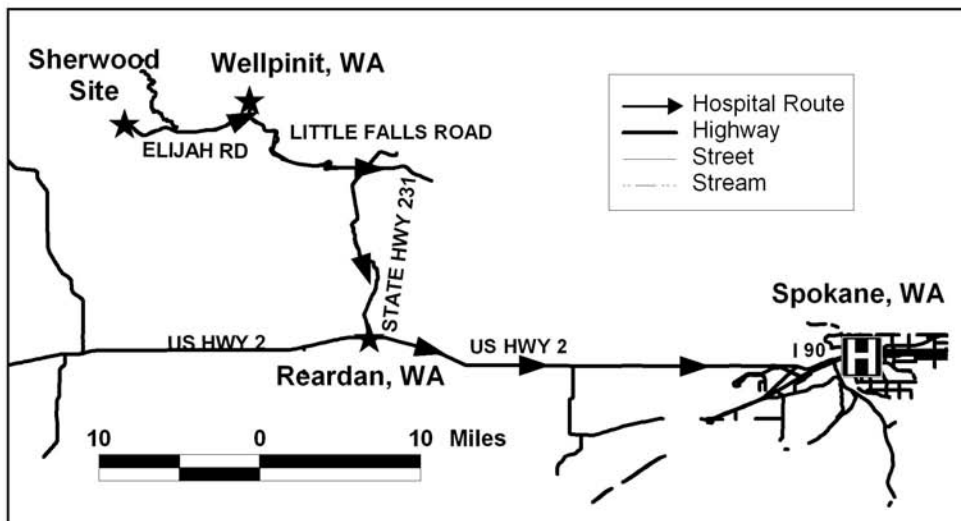 Sherwood
Site
Wellpinit, WA
ELIJAH RD
LITTLE FALLS ROAD
Hospital Route
Highway
Street
Stream
STATE HWY 231
Spokane, WA
US HWY 2
Reardan, WA
US HWY 2
I 90
H
10
0
10
Miles